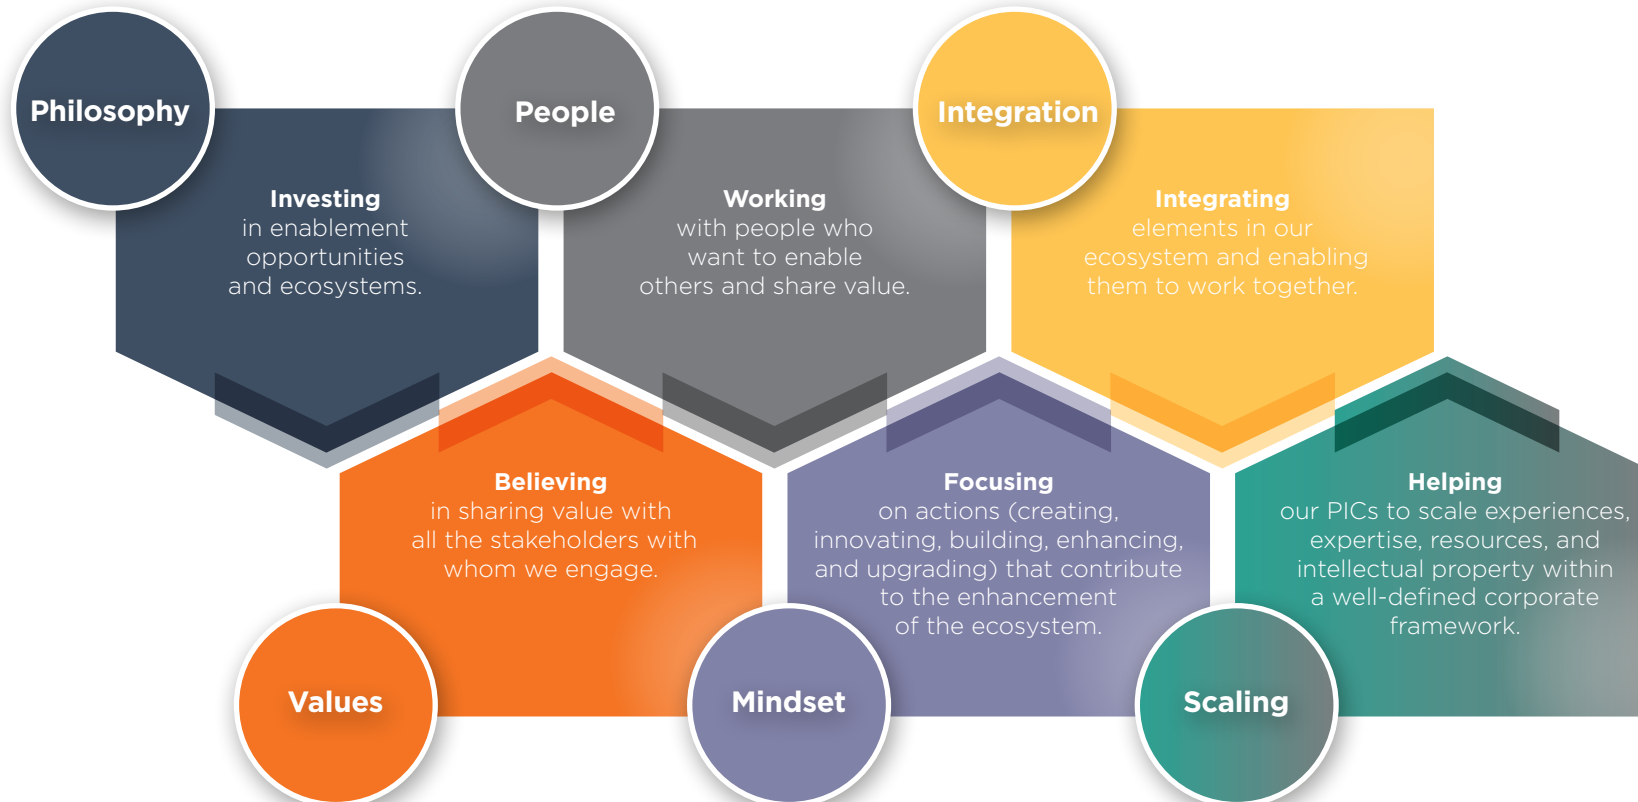 Philosophy
Investing
in enablement
opportunities
and ecosystems.
People
Working
with people who
want to enable
others and share value.
Integration
Integrating
elements in our
ecosystem and enabling
them to work together.
Believing
in sharing value with
all the stakeholders with
whom we engage.
Values
Focusing
on actions (creating,
innovating, building, enhancing,
and upgrading) that contribute
to the enhancement
of the ecosystem.
Mindset
Helping
our PICs to scale experiences,
expertise, resources, and
intellectual property within
a well-defined corporate
framework.
Scaling